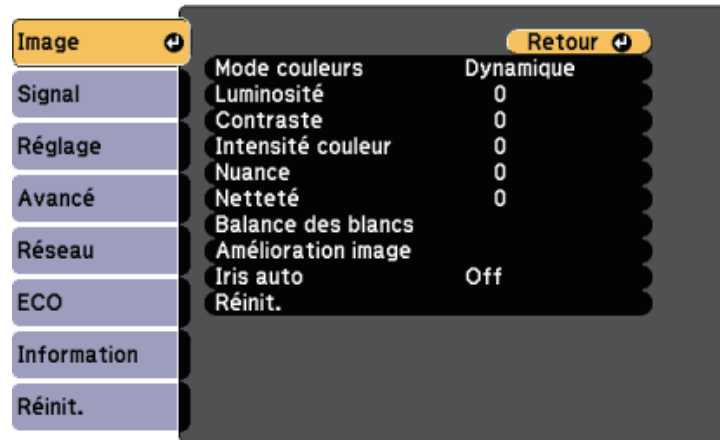 Image
Signal
Réglage
Avancé
Réseau
ECO
Information
Réinit.
Retour
Mode couleurs Dynamique
Luminosité 0
Contraste 0
Intensité couleur 0
Nuance 0
Netteté 0
Balance des blancs
Amélioration image
Iris auto Off
Réinit.